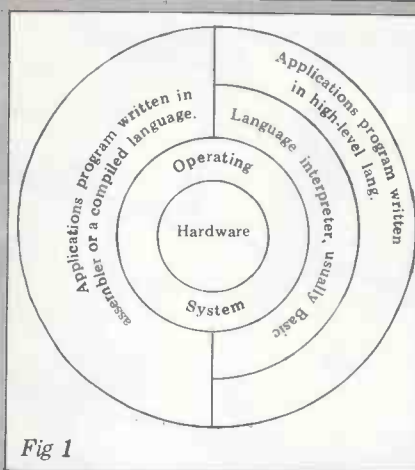 Applications program written in
assembler or a compiled language.
Applications program written
in high-level lang.
Language interpreter, usually Basic
Operating
System
Hardware
Fig 1